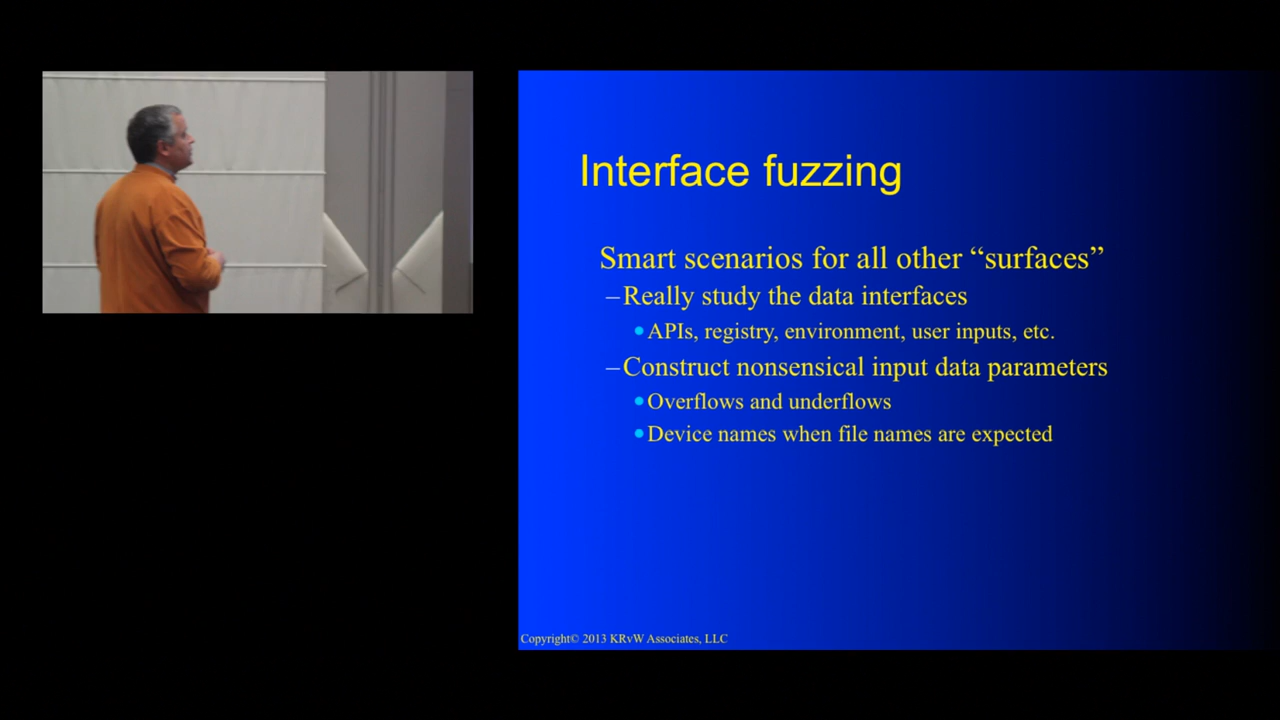 Interface fuzzing
Smart scenarios for all other “surfaces”
–Really study the data interfaces
•APIs, registry, environment, user inputs, etc.
–Construct nonsensical input data parameters
•Overflows and underflows
•Device names when file names are expected
Copyright© 2013 KRvW Associates, LLC